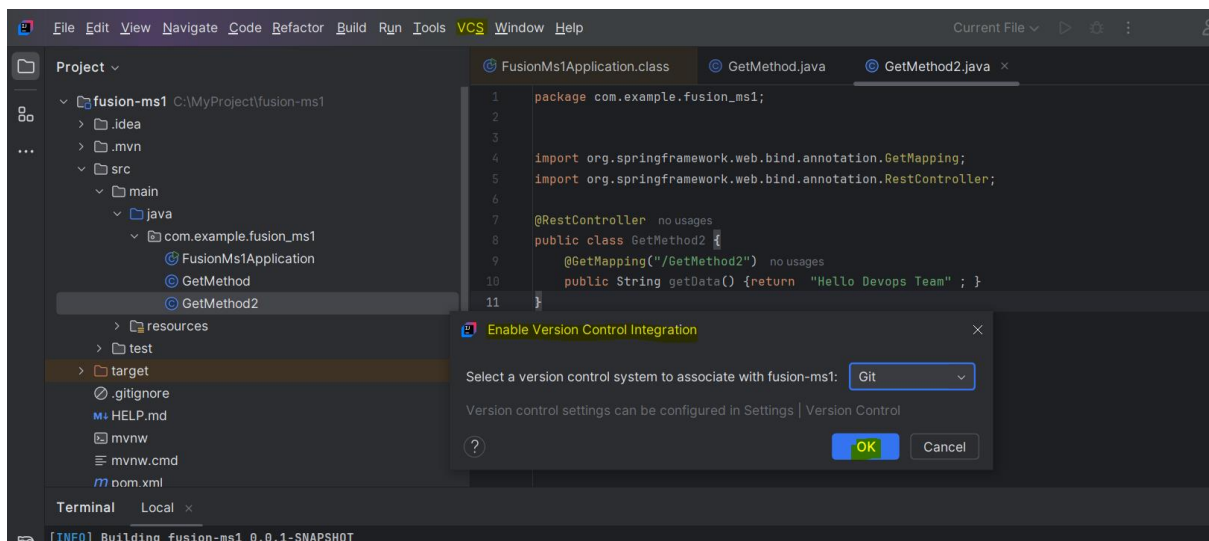 File Edit View Navigate Code Refactor Build Run Tools VCS Window Help Current File
Project
FusionMs1Application.class GetMethod.java GetMethod2.java
fusion-ms1 C:\MyProject\fusion-ms1
.idea
.mvn
src
main
java
com.example.fusion_ms1
FusionMs1Application
GetMethod
GetMethod2
resources
test
target
.gitignore
HELP.md
mvnw
mvnw.cmd
pom.xml
1 package com.example.fusion_ms1;
2
3
4 import org.springframework.web.bind.annotation.GetMapping;
5 import org.springframework.web.bind.annotation.RestController;
6
7 @RestController no usages
8 public class GetMethod2 {
9 @GetMapping("/GetMethod2") no usages
10 public String getData() {return "Hello Devops Team" ; }
11 }
Enable Version Control Integration
Select a version control system to associate with fusion-ms1: Git
Version control settings can be configured in Settings | Version Control
? OK Cancel
Terminal Local
[INFO] Building fusion-ms1 0.0.1-SNAPSHOT